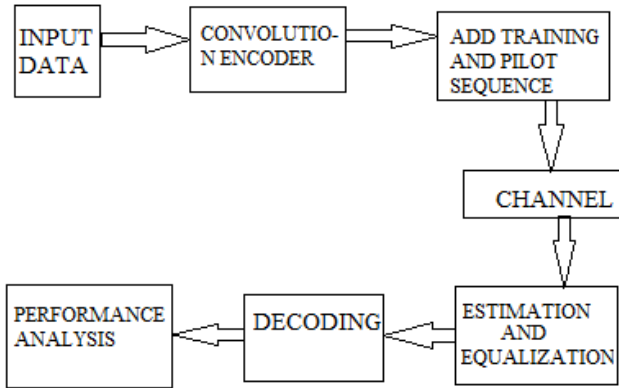 INPUT
DATA
CONVOLUTIO-
N ENCODER
ADD TRAINING
AND PILOT
SEQUENCE
CHANNEL
ESTIMATION
AND
EQUALIZATION
DECODING
PERFORMANCE
ANALYSIS